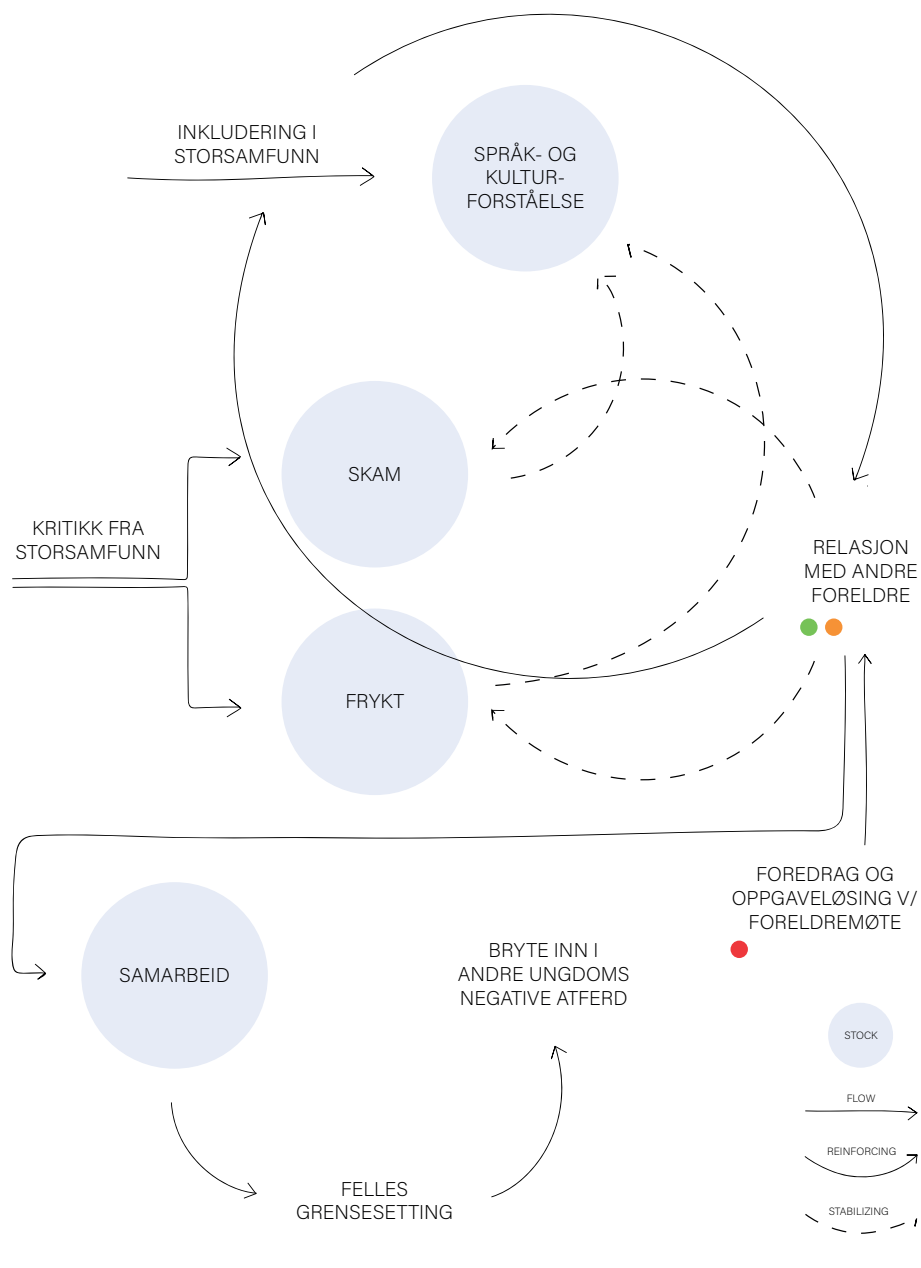 INKLUDERING I
STORSAMFUNN
SPRÅK- OG
KULTUR-
FORSTÅELSE
SKAM
KRITIKK FRA
STORSAMFUNN
RELASJON
MED ANDRE
FORELDRE
FRYKT
FOREDRAG OG
OPPGAVELØSING V/
FORELDREMØTE
SAMARBEID
BRYTE INN I
ANDRE UNGDOMS
NEGATIVE ATFERD
FELLES
GRENSESETTING
STOCK
FLOW
REINFORCING
STABILIZING